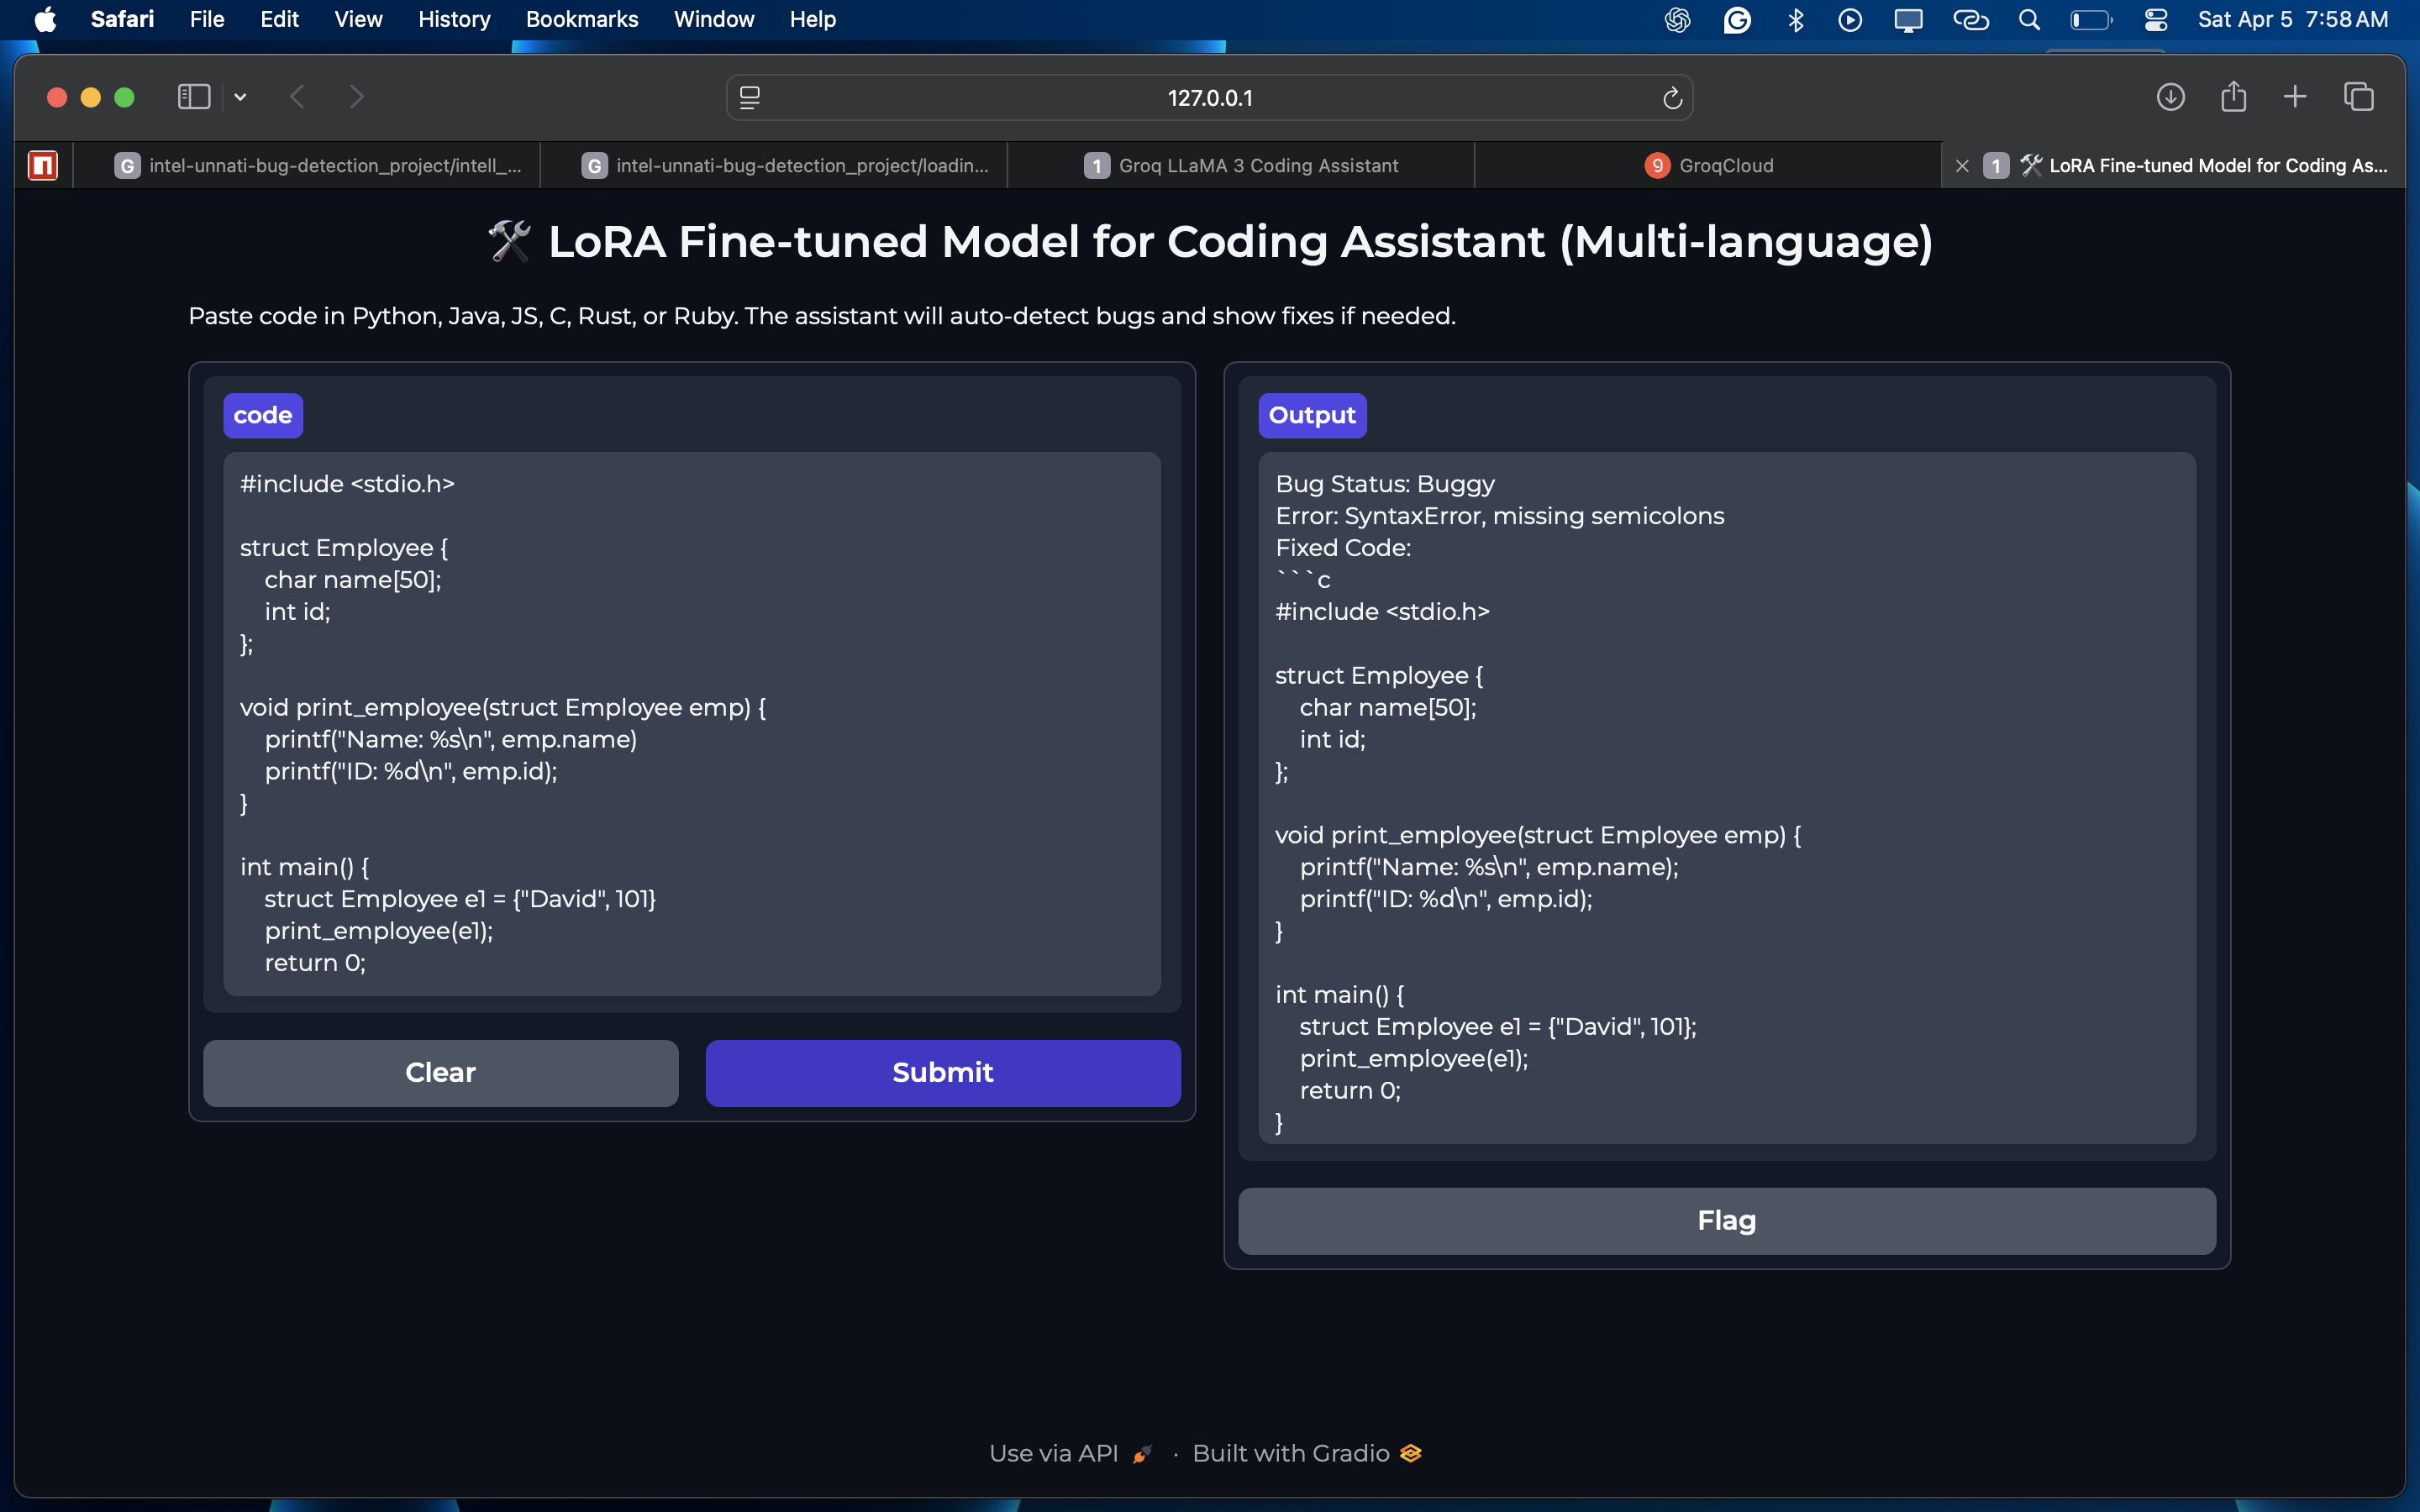 Safari File Edit View History Bookmarks Window Help Sat Apr 5 7:58 AM
127.0.0.1
G intel-unnati-bug-detection_project/intell_... G intel-unnati-bug-detection_project/loadin... 1 Groq LLaMA 3 Coding Assistant 9 GroqCloud 1 🛠 LoRA Fine-tuned Model for Coding As...
🛠 LoRA Fine-tuned Model for Coding Assistant (Multi-language)
Paste code in Python, Java, JS, C, Rust, or Ruby. The assistant will auto-detect bugs and show fixes if needed.
code
#include <stdio.h>

struct Employee {
    char name[50];
    int id;
};

void print_employee(struct Employee emp) {
    printf("Name: %s\n", emp.name)
    printf("ID: %d\n", emp.id);
}

int main() {
    struct Employee e1 = {"David", 101}
    print_employee(e1);
    return 0;
Clear Submit
Output
Bug Status: Buggy
Error: SyntaxError, missing semicolons
Fixed Code:
```c
#include <stdio.h>

struct Employee {
    char name[50];
    int id;
};

void print_employee(struct Employee emp) {
    printf("Name: %s\n", emp.name);
    printf("ID: %d\n", emp.id);
}

int main() {
    struct Employee e1 = {"David", 101};
    print_employee(e1);
    return 0;
}
Flag
Use via API 🚀 · Built with Gradio